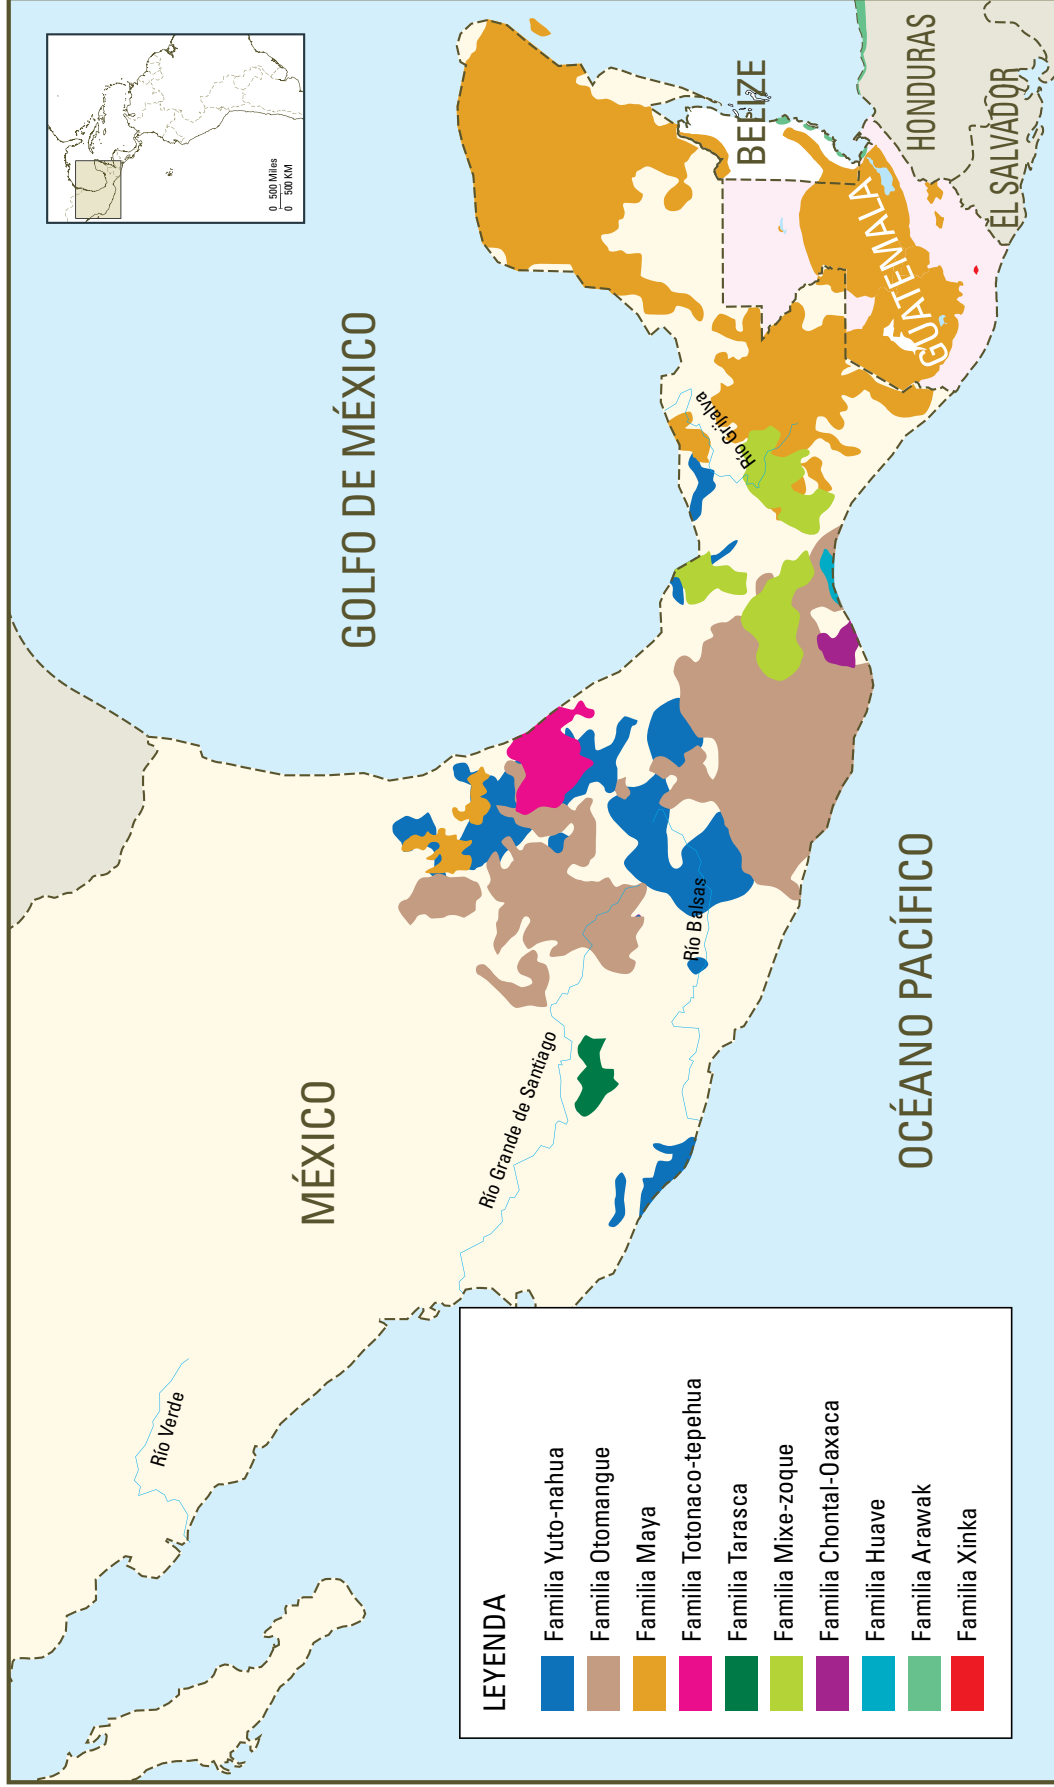 GOLFO DE MÉXICO
MÉXICO
OCÉANO PACÍFICO
BELIZE
GUATEMALA
HONDURAS
EL SALVADOR
Río Verde
Río Grande de Santiago
Río Balsas
Río Grijalva
0 500 Miles
0 500 KM
LEYENDA
Familia Yuto-nahua
Familia Otomangue
Familia Maya
Familia Totonaco-tepehua
Familia Tarasca
Familia Mixe-zoque
Familia Chontal-Oaxaca
Familia Huave
Familia Arawak
Familia Xinka